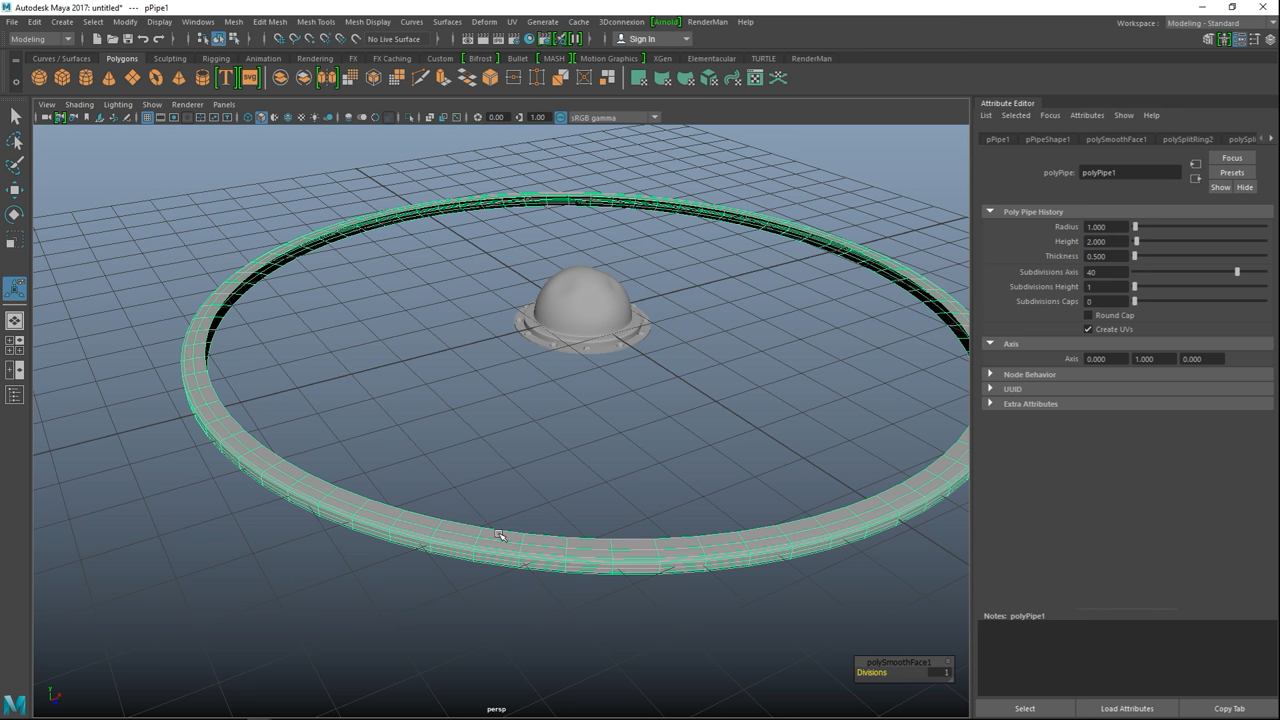 Autodesk Maya 2017: untitled* --- pPipe1
File Edit Create Select Modify Display Windows Mesh Edit Mesh Mesh Tools Mesh Display Curves Surfaces Deform UV Generate Cache 3Dconnexion [Arnold] RenderMan Help
Workspace : Modeling - Standard
Modeling No Live Surface Sign In
Curves / Surfaces Polygons Sculpting Rigging Animation Rendering FX FX Caching Custom [ Bitrost ] Bullet [ MASH ] [ Motion Graphics ] XGen Elementacular TURTLE RenderMan
T svg
View Shading Lighting Show Renderer Panels
0.00 1.00 sRGB gamma
persp
polySmoothFace1
Divisions 1
Attribute Editor
List Selected Focus Attributes Show Help
pPipe1 pPipeShape1 polySmoothFace1 polySplitRing2 polySpli
Focus
polyPipe: polyPipe1 Presets
Show Hide
Poly Pipe History
Radius 1.000
Height 2.000
Thickness 0.500
Subdivisions Axis 40
Subdivisions Height 1
Subdivisions Caps 0
Round Cap
Create UVs
Axis
Axis 0.000 1.000 0.000
Node Behavior
UUID
Extra Attributes
Notes: polyPipe1
Select Load Attributes Copy Tab